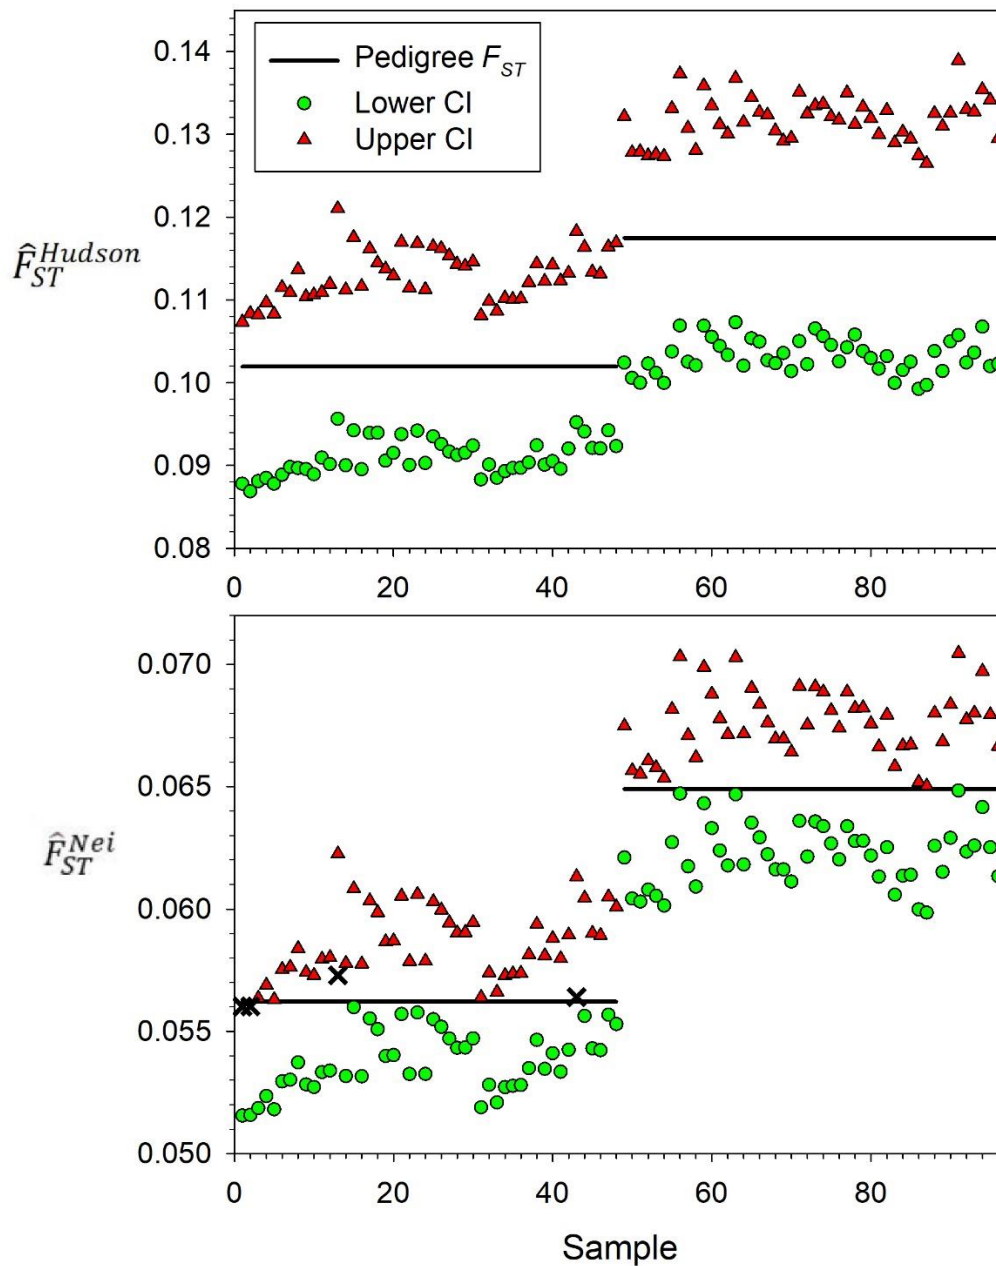 0.14
0.13
0.12
0.11
0.10
0.09
0.08
Pedigree F_ST
Lower CI
Upper CI
F̂_ST^Hudson
0 20 40 60 80
0.070
0.065
0.060
0.055
0.050
F̂_ST^Nei
0 20 40 60 80
Sample